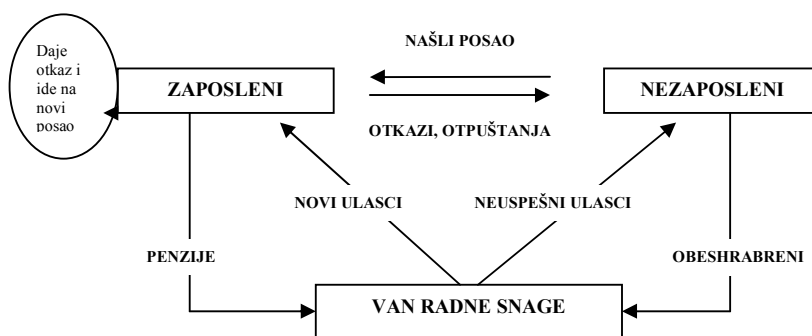 Daje
otkaz i
ide na
novi
posao
NAŠLI POSAO
ZAPOSLENI
NEZAPOSLENI
OTKAZI, OTPUŠTANJA
NOVI ULASCI
NEUSPEŠNI ULASCI
PENZIJE
OBESHRABRENI
VAN RADNE SNAGE